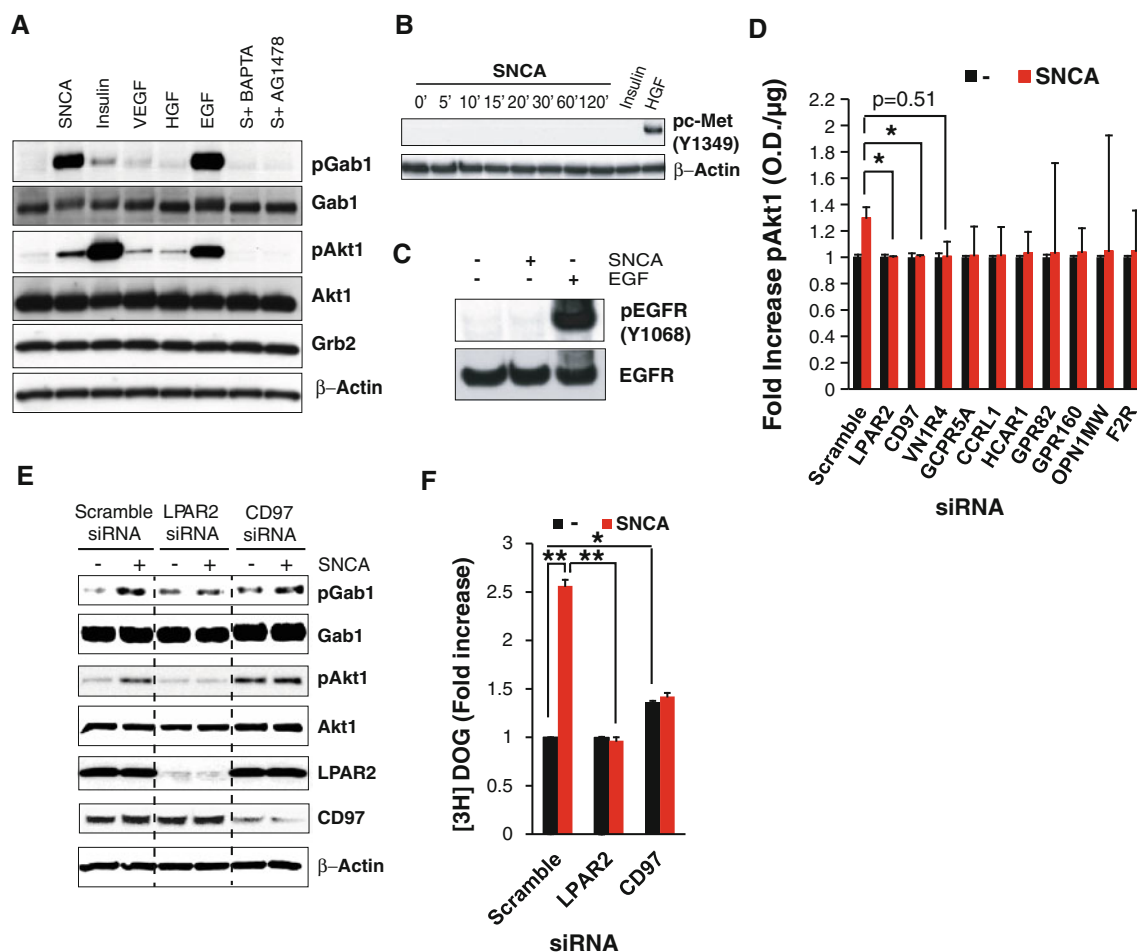 A
SNCA
Insulin
VEGF
HGF
EGF
S+ BAPTA
S+ AG1478
pGab1
Gab1
pAkt1
Akt1
Grb2
β–Actin
B
SNCA
0' 5' 10' 15' 20' 30' 60' 120'
Insulin
HGF
pc-Met
(Y1349)
β–Actin
C
- + - SNCA
- - + EGF
pEGFR
(Y1068)
EGFR
D
- SNCA
p=0.51
*
*
Fold Increase pAkt1 (O.D./µg)
2.2
2
1.8
1.6
1.4
1.2
1
0.8
0.6
0.4
0.2
0
Scramble
LPAR2
CD97
VN1R4
GCPR5A
CCRL1
HCAR1
GPR82
GPR160
OPN1MW
F2R
siRNA
E
Scramble siRNA
LPAR2 siRNA
CD97 siRNA
- + - + - + SNCA
pGab1
Gab1
pAkt1
Akt1
LPAR2
CD97
β–Actin
F
- SNCA
*
** **
[3H] DOG (Fold increase)
3
2.5
2
1.5
1
0.5
0
Scramble
LPAR2
CD97
siRNA